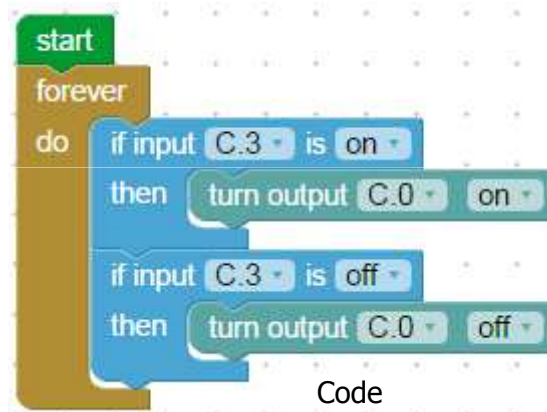 start
forever
do if input C.3 is on
then turn output C.0 on
if input C.3 is off
then turn output C.0 off
Code